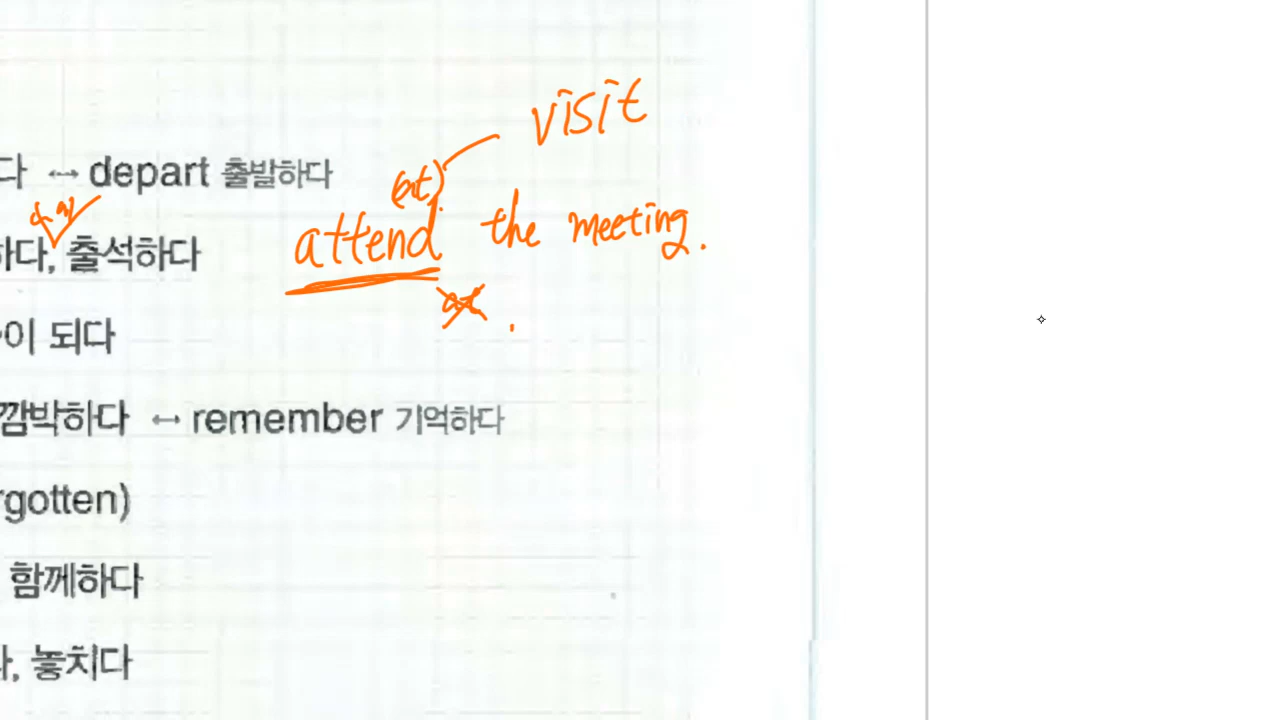 visit
다 ↔ depart 출발하다
(at)
하다, 출석하다 attend the meeting.
at
이 되다
깜박하다 ↔ remember 기억하다
rgotten)
함께하다
, 놓치다